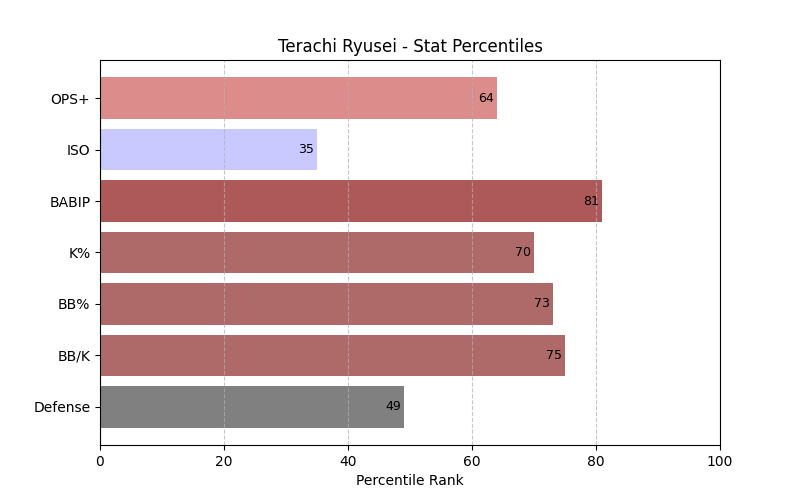 Terachi Ryusei - Stat Percentiles
OPS+
64
ISO
35
BABIP
81
K%
70
BB%
73
BB/K
75
Defense
49
0
20
40
60
80
100
Percentile Rank